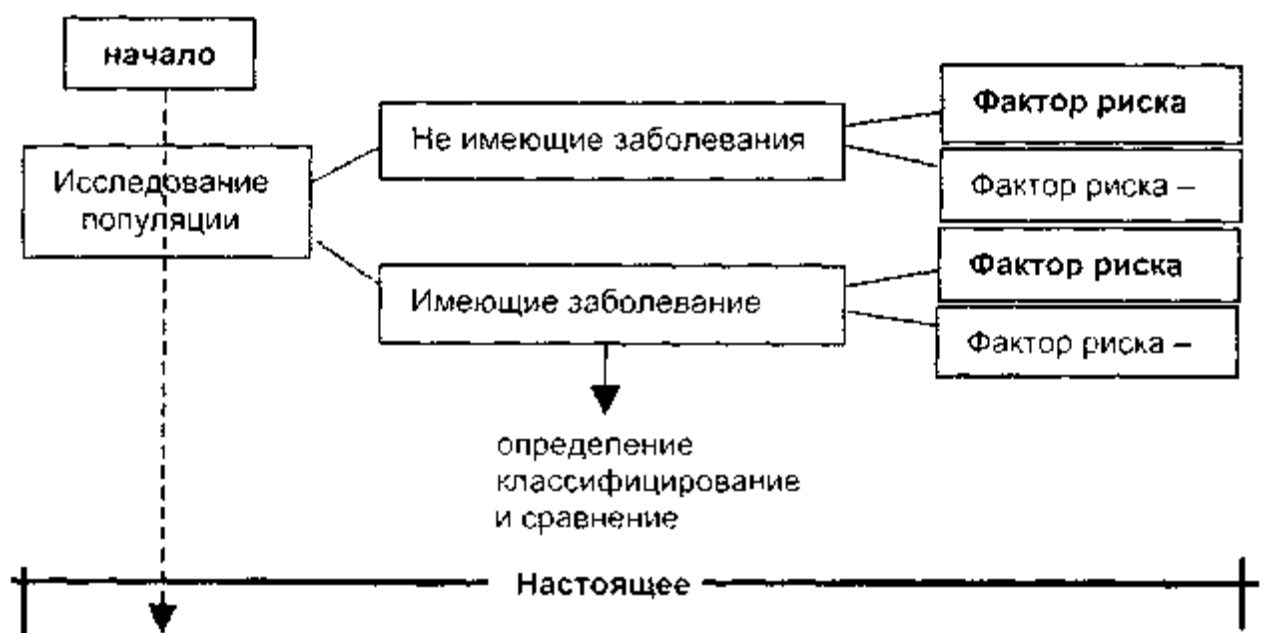 начало
Исследование
популяции
Не имеющие заболевания
Имеющие заболевание
Фактор риска
Фактор риска –
Фактор риска
Фактор риска –
определение
классифицирование
и сравнение
Настоящее